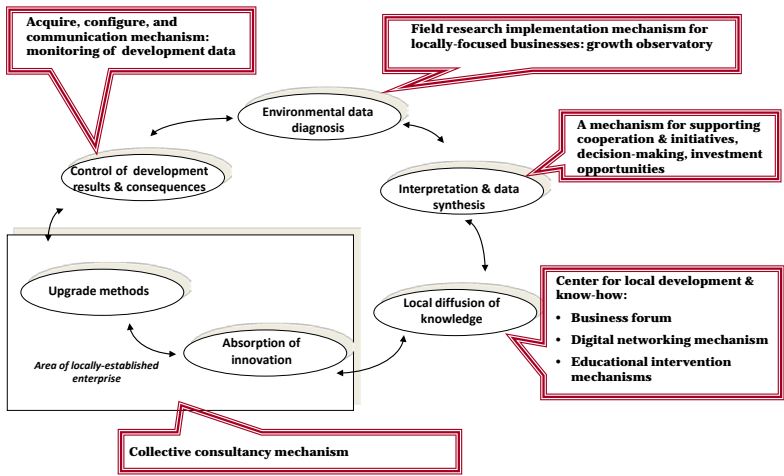 Acquire, configure, and
communication mechanism:
monitoring of development data
Field research implementation mechanism for
locally-focused businesses: growth observatory
Environmental data
diagnosis
A mechanism for supporting
cooperation & initiatives,
decision-making, investment
opportunities
Control of development
results & consequences
Interpretation & data
synthesis
Upgrade methods
Local diffusion of
knowledge
Center for local development &
know-how:
• Business forum
• Digital networking mechanism
• Educational intervention
mechanisms
Absorption of
innovation
Area of locally-established
enterprise
Collective consultancy mechanism